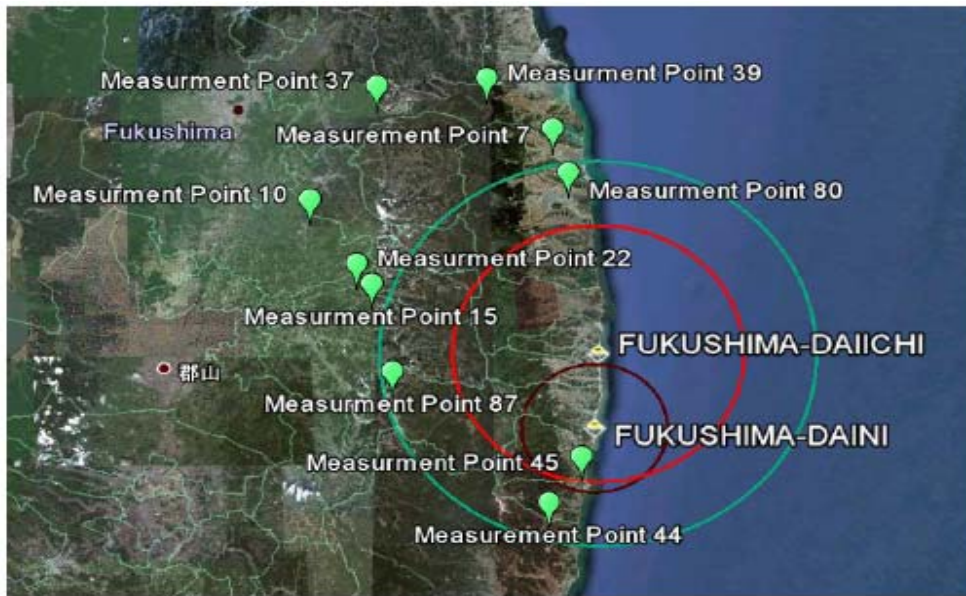 Measurment Point 37
Measurment Point 39
Fukushima
Measurement Point 7
Measurment Point 10
Measurment Point 80
Measurment Point 22
Measurment Point 15
FUKUSHIMA-DAIICHI
郡山
Measurment Point 87
FUKUSHIMA-DAINI
Measurment Point 45
Measurement Point 44